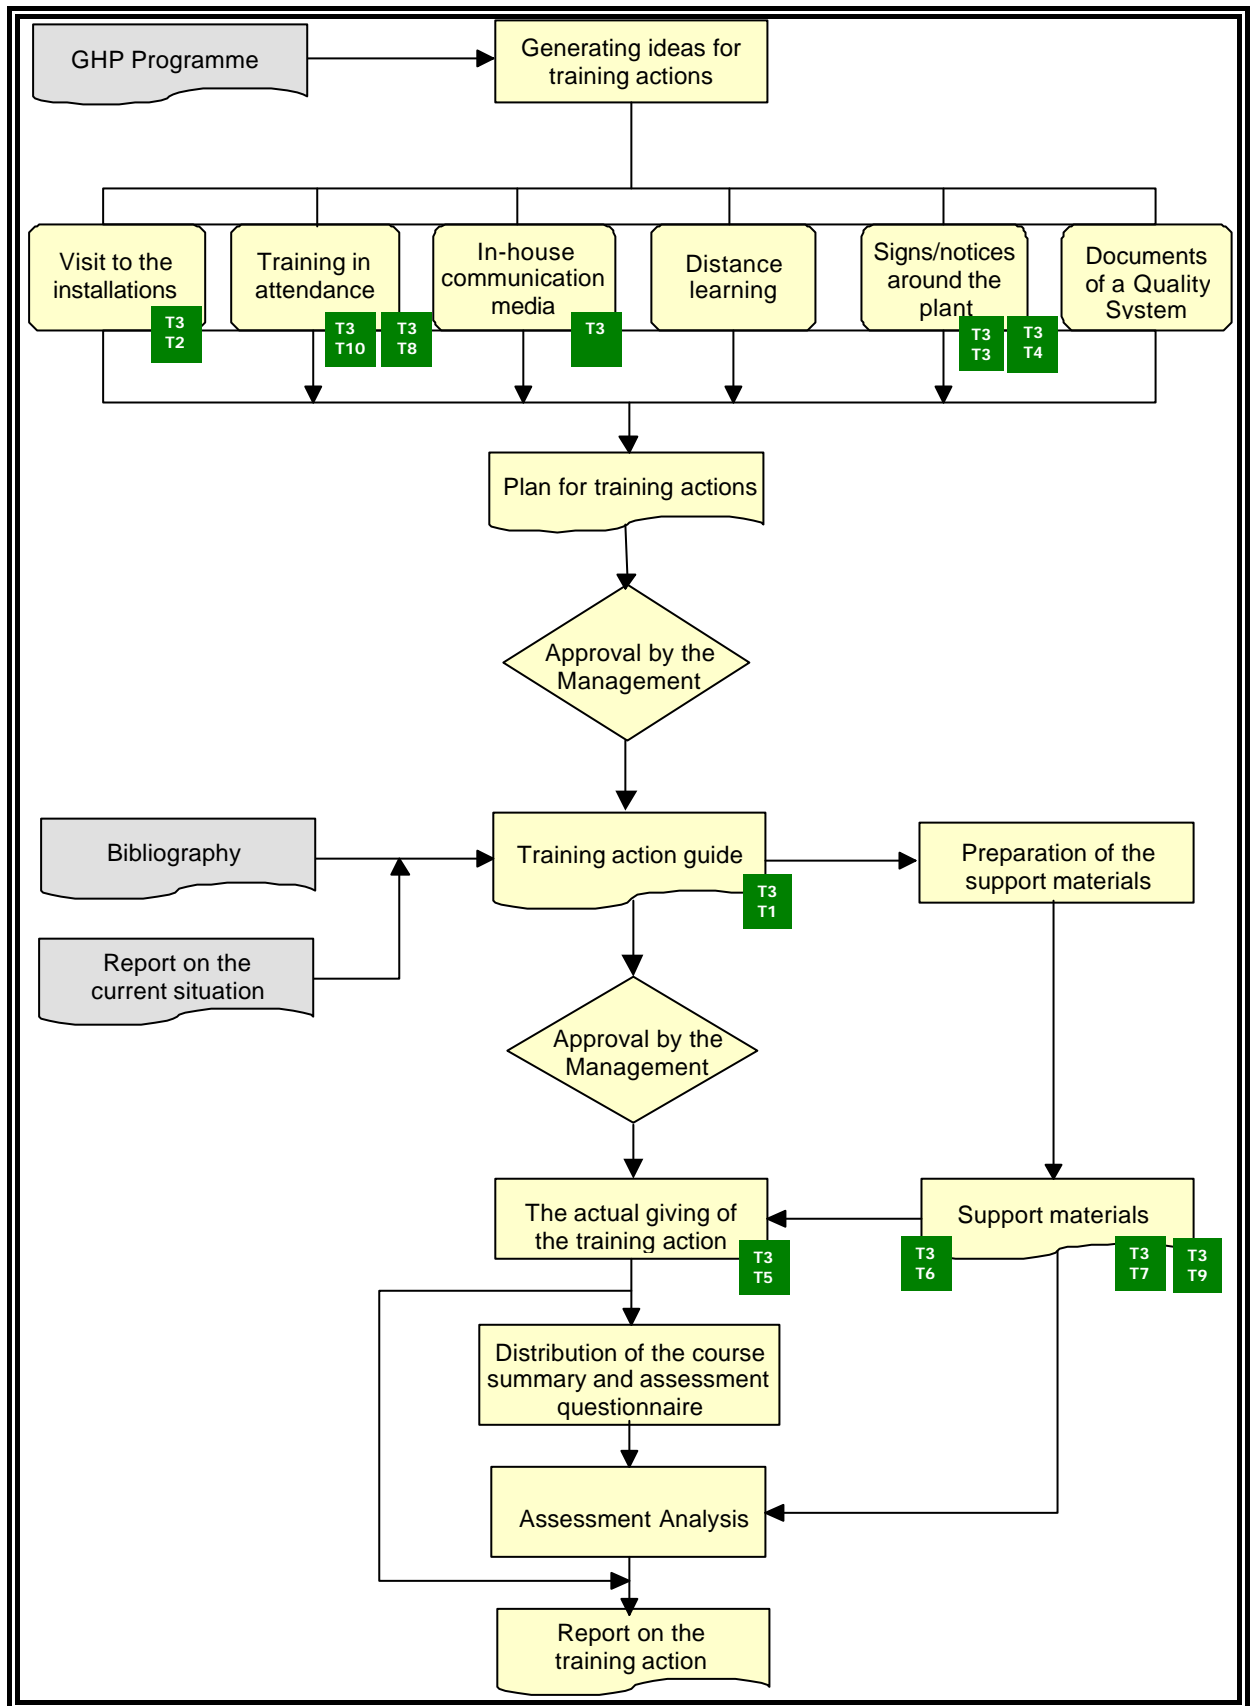 GHP Programme
Generating ideas for
training actions
Visit to the
installations
T3
T2
Training in
attendance
T3
T10
T3
T8
In-house
communication
media
T3
Distance
learning
Signs/notices
around the
plant
T3
T3
T3
T4
Documents
of a Quality
System
Plan for training actions
Approval by the
Management
Bibliography
Training action guide
T3
T1
Preparation of the
support materials
Report on the
current situation
Approval by the
Management
The actual giving of
the training action
T3
T5
Support materials
T3
T6
T3
T7
T3
T9
Distribution of the course
summary and assessment
questionnaire
Assessment Analysis
Report on the
training action